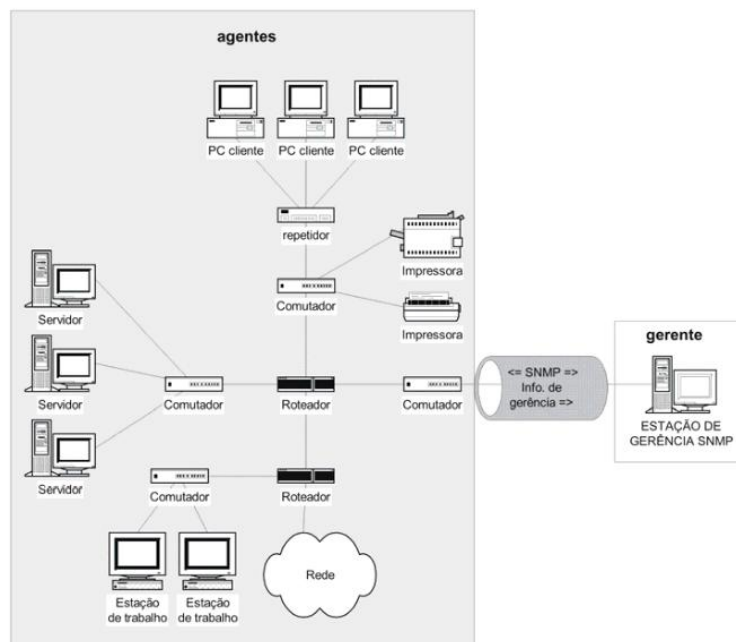 agentes
PC cliente
PC cliente
PC cliente
repetidor
Impressora
Comutador
Impressora
Servidor
Servidor
Servidor
Comutador
Roteador
Comutador
<= SNMP =>
Info. de
gerência =>
gerente
ESTAÇÃO DE
GERÊNCIA SNMP
Comutador
Roteador
Rede
Estação
de trabalho
Estação
de trabalho